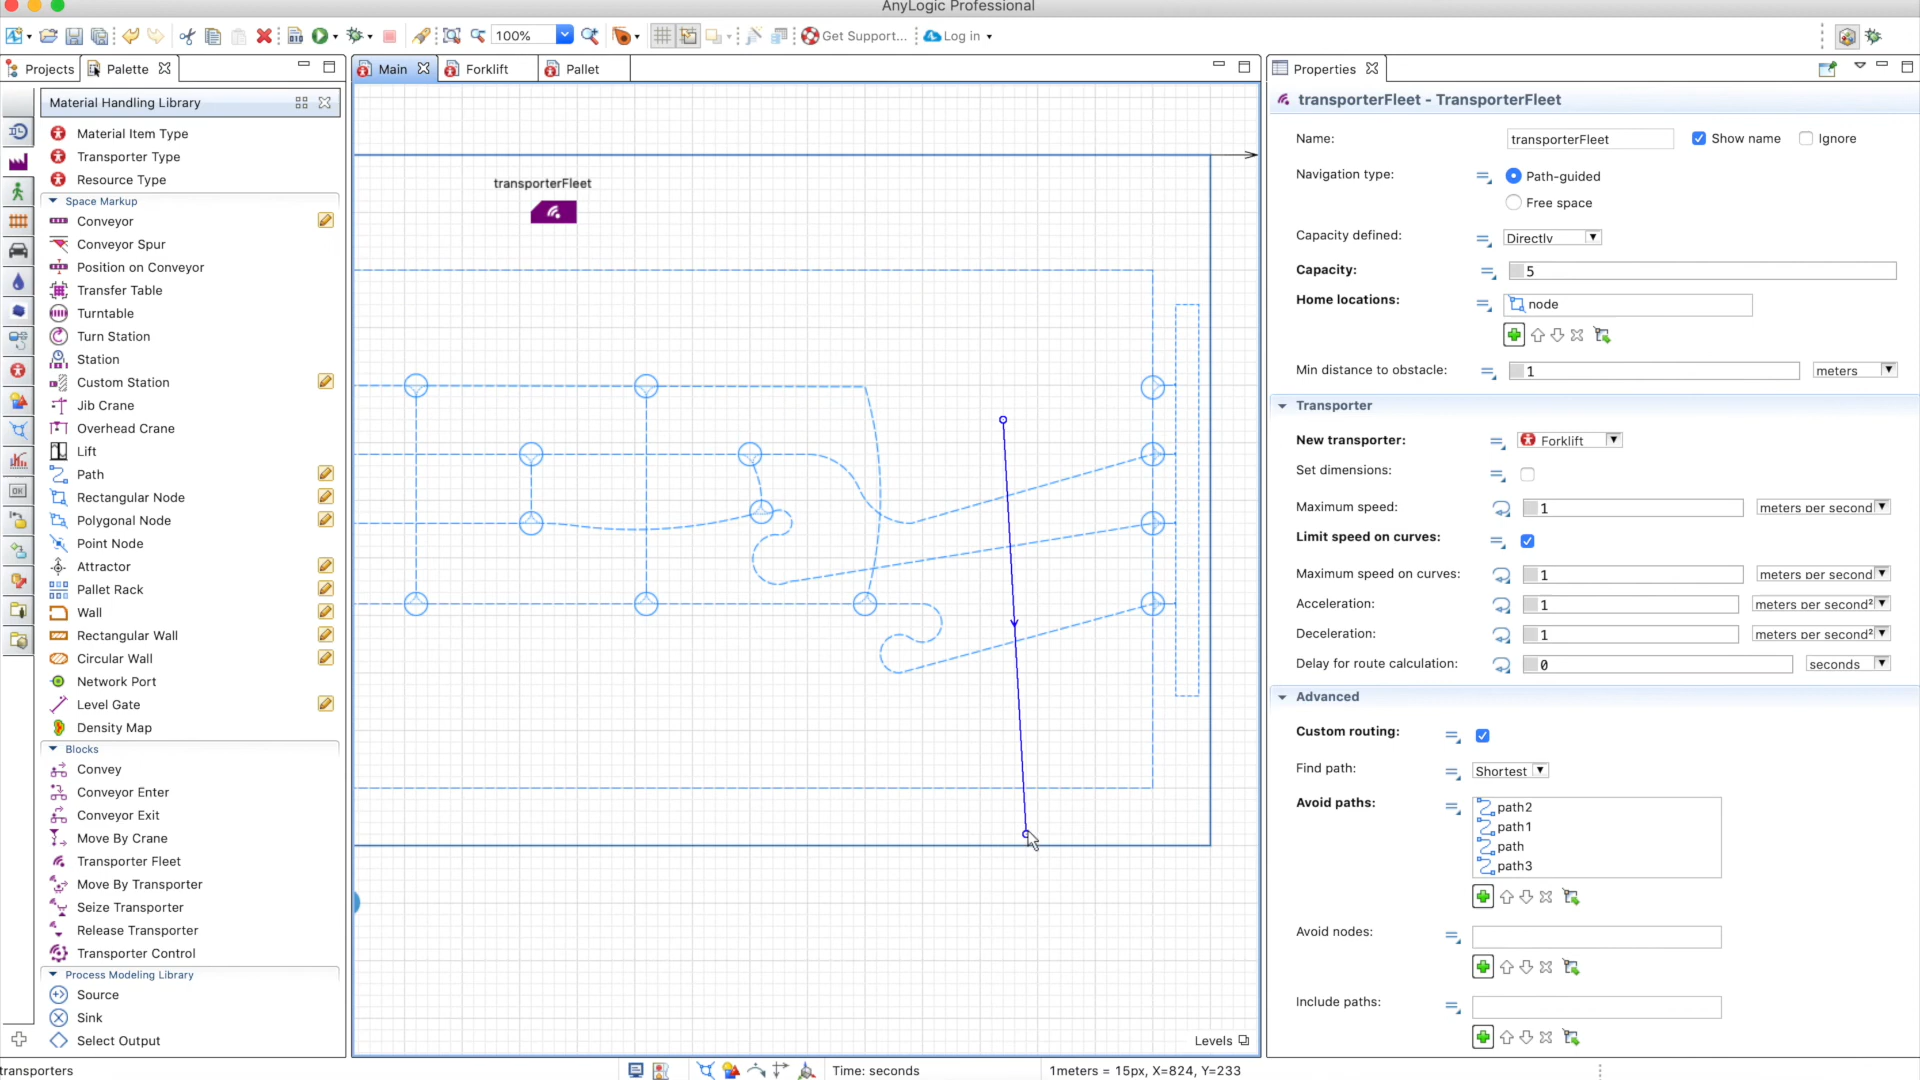 AnyLogic Professional
100%
Get Support...
Log in
Projects
Palette
Main
Forklift
Pallet
Properties
Material Handling Library
Material Item Type
Transporter Type
Resource Type
Space Markup
Conveyor
Conveyor Spur
Position on Conveyor
Transfer Table
Turntable
Turn Station
Station
Custom Station
Jib Crane
Overhead Crane
Lift
Path
Rectangular Node
Polygonal Node
Point Node
Attractor
Pallet Rack
Wall
Rectangular Wall
Circular Wall
Network Port
Level Gate
Density Map
Blocks
Convey
Conveyor Enter
Conveyor Exit
Move By Crane
Transporter Fleet
Move By Transporter
Seize Transporter
Release Transporter
Transporter Control
Process Modeling Library
Source
Sink
Select Output
transporterFleet
Levels
transporterFleet - TransporterFleet
Name: transporterFleet Show name Ignore
Navigation type: Path-guided
Free space
Capacity defined: Directly
Capacity: 5
Home locations: node
Min distance to obstacle: 1 meters
Transporter
New transporter: Forklift
Set dimensions:
Maximum speed: 1 meters per second
Limit speed on curves:
Maximum speed on curves: 1 meters per second
Acceleration: 1 meters per second²
Deceleration: 1 meters per second²
Delay for route calculation: 0 seconds
Advanced
Custom routing:
Find path: Shortest
Avoid paths: path2
path1
path
path3
Avoid nodes:
Include paths:
transporters
Time: seconds
1meters = 15px, X=824, Y=233